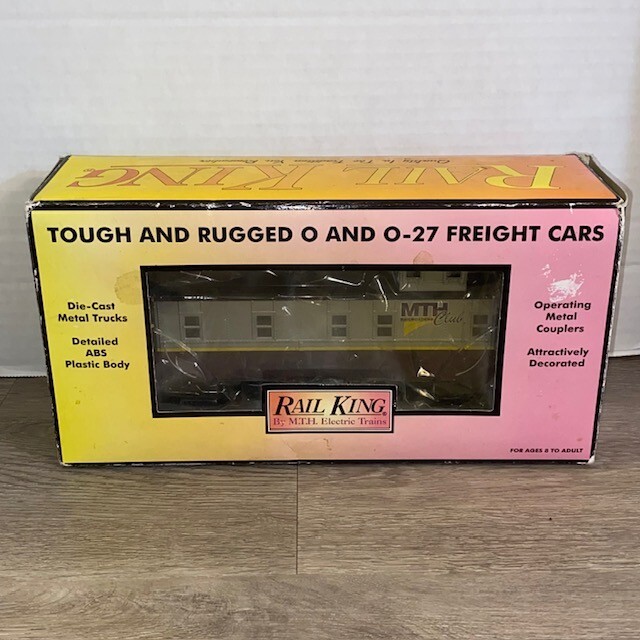 RAIL KING
Quality In The Tradition You Remember
TOUGH AND RUGGED O AND O-27 FREIGHT CARS
Die-Cast
Metal Trucks
Detailed
ABS
Plastic Body
MTH
Club
Operating
Metal
Couplers
Attractively
Decorated
RAIL KING
By M.T.H. Electric Trains
FOR AGES 8 TO ADULT